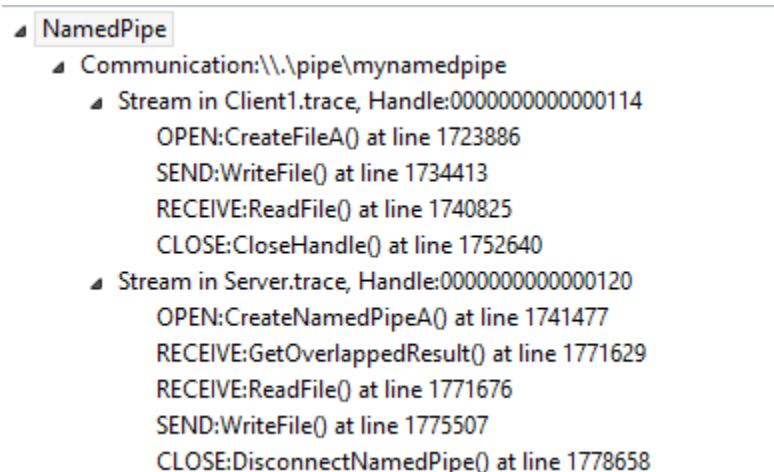 NamedPipe
Communication:\\.\pipe\mynamedpipe
Stream in Client1.trace, Handle:0000000000000114
OPEN:CreateFileA() at line 1723886
SEND:WriteFile() at line 1734413
RECEIVE:ReadFile() at line 1740825
CLOSE:CloseHandle() at line 1752640
Stream in Server.trace, Handle:0000000000000120
OPEN:CreateNamedPipeA() at line 1741477
RECEIVE:GetOverlappedResult() at line 1771629
RECEIVE:ReadFile() at line 1771676
SEND:WriteFile() at line 1775507
CLOSE:DisconnectNamedPipe() at line 1778658